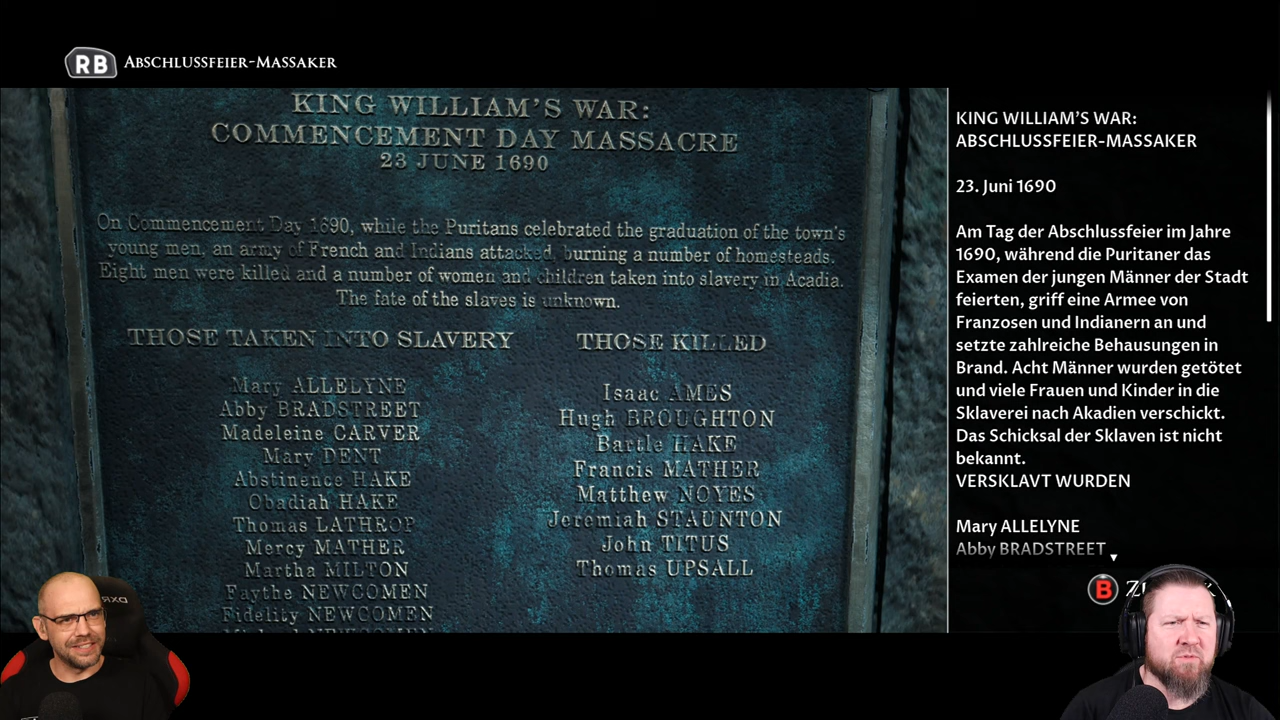 RB ABSCHLUSSFEIER-MASSAKER
KING WILLIAM'S WAR:
COMMENCEMENT DAY MASSACRE
23 JUNE 1690
On Commencement Day 1690, while the Puritans celebrated the graduation of the town's
young men, an army of French and Indians attacked, burning a number of homesteads.
Eight men were killed and a number of women and children taken into slavery in Acadia.
The fate of the slaves is unknown.
THOSE TAKEN INTO SLAVERY
Mary ALLELYNE
Abby BRADSTREET
Madeleine CARVER
Mary DENT
Abstinence HAKE
Obadiah HAKE
Thomas LATHROP
Mercy MATHER
Martha MILTON
Faythe NEWCOMEN
Fidelity NEWCOMEN
THOSE KILLED
Isaac AMES
Hugh BROUGHTON
Bartle HAKE
Francis MATHER
Matthew NOYES
Jeremiah STAUNTON
John TITUS
Thomas UPSALL
KING WILLIAM'S WAR:
ABSCHLUSSFEIER-MASSAKER
23. Juni 1690
Am Tag der Abschlussfeier im Jahre
1690, während die Puritaner das
Examen der jungen Männer der Stadt
feierten, griff eine Armee von
Franzosen und Indianern an und
setzte zahlreiche Behausungen in
Brand. Acht Männer wurden getötet
und viele Frauen und Kinder in die
Sklaverei nach Akadien verschickt.
Das Schicksal der Sklaven ist nicht
bekannt.
VERSKLAVT WURDEN
Mary ALLELYNE
Abby BRADSTREET
B